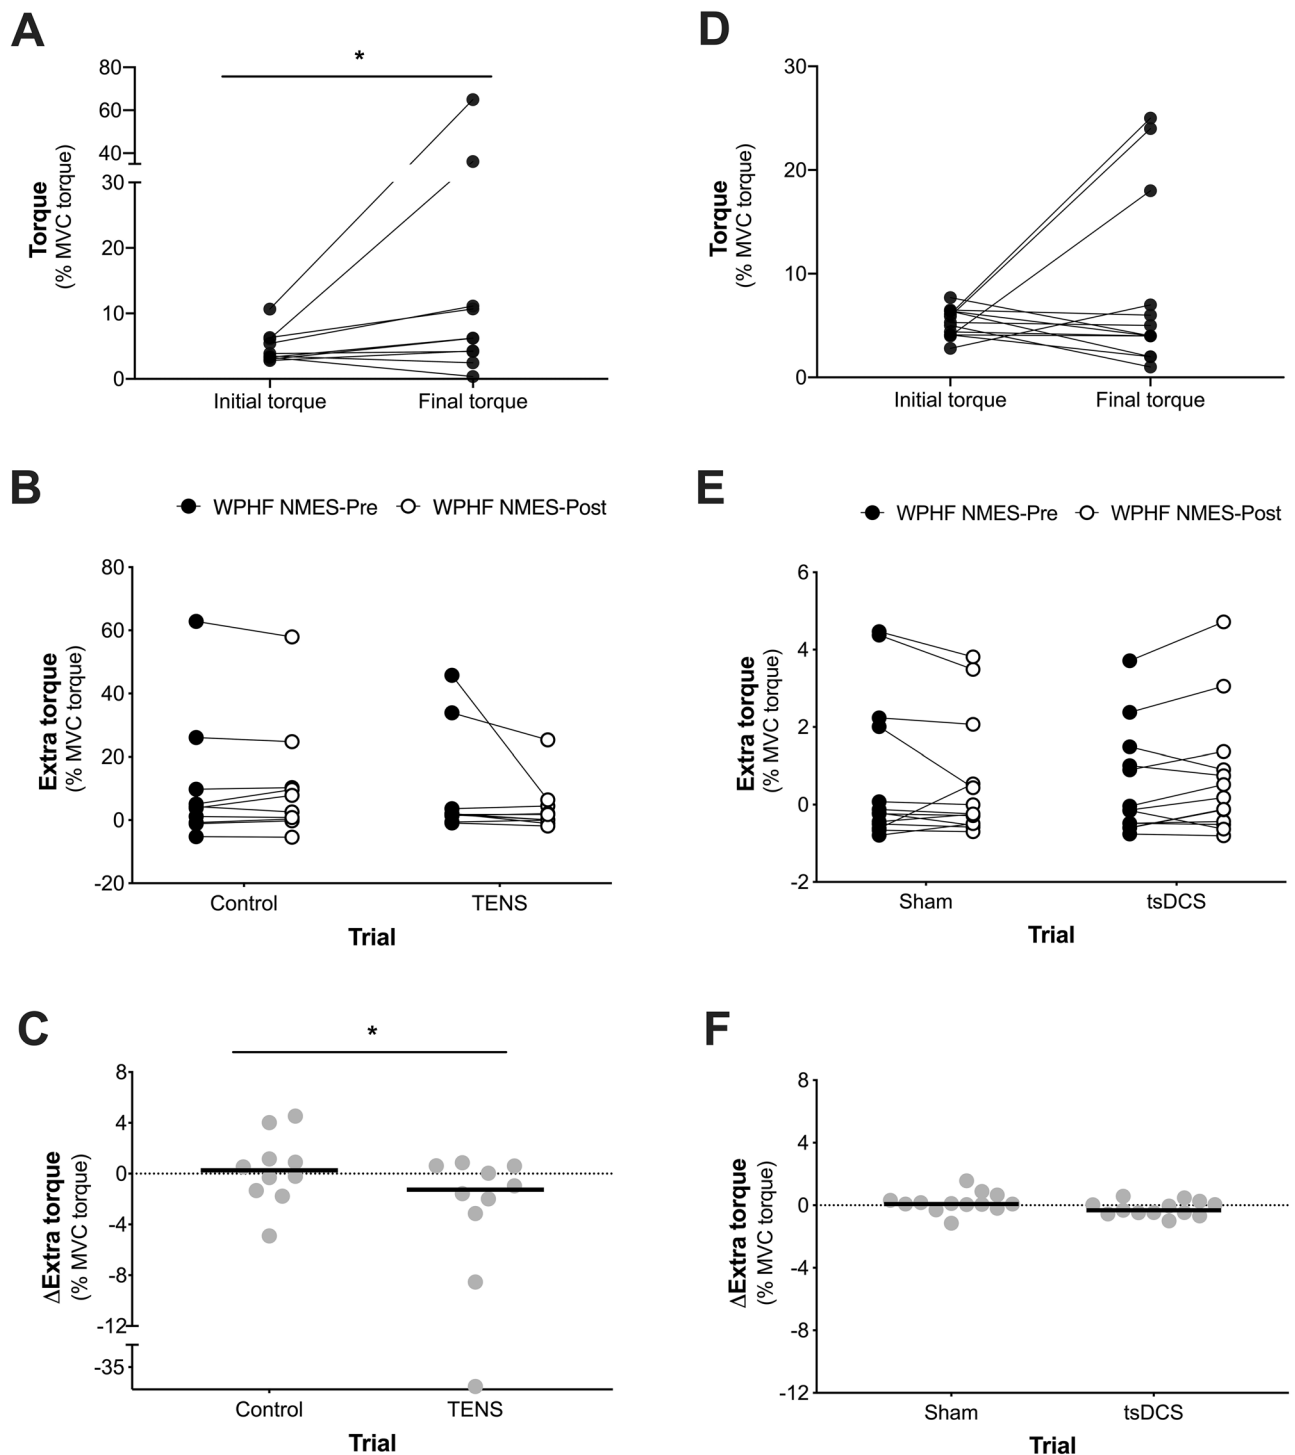 A
*
80
60
40
30
20
10
0
Torque
(% MVC torque)
Initial torque
Final torque
D
30
20
10
0
Torque
(% MVC torque)
Initial torque
Final torque
B
WPHF NMES-Pre
WPHF NMES-Post
80
60
40
20
0
-20
Extra torque
(% MVC torque)
Control
TENS
Trial
E
WPHF NMES-Pre
WPHF NMES-Post
6
4
2
0
-2
Extra torque
(% MVC torque)
Sham
tsDCS
Trial
C
*
8
4
0
-4
-8
-12
-35
ΔExtra torque
(% MVC torque)
Control
TENS
Trial
F
8
4
0
-4
-8
-12
ΔExtra torque
(% MVC torque)
Sham
tsDCS
Trial